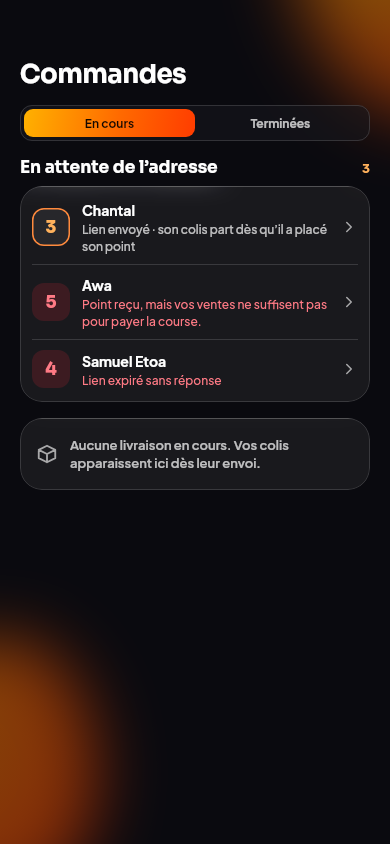 Commandes
En cours
Terminées
En attente de l’adresse
3
3
Chantal
Lien envoyé · son colis part dès qu’il a placé
son point
5
Awa
Point reçu, mais vos ventes ne suffisent pas
pour payer la course.
4
Samuel Etoa
Lien expiré sans réponse
Aucune livraison en cours. Vos colis
apparaissent ici dès leur envoi.